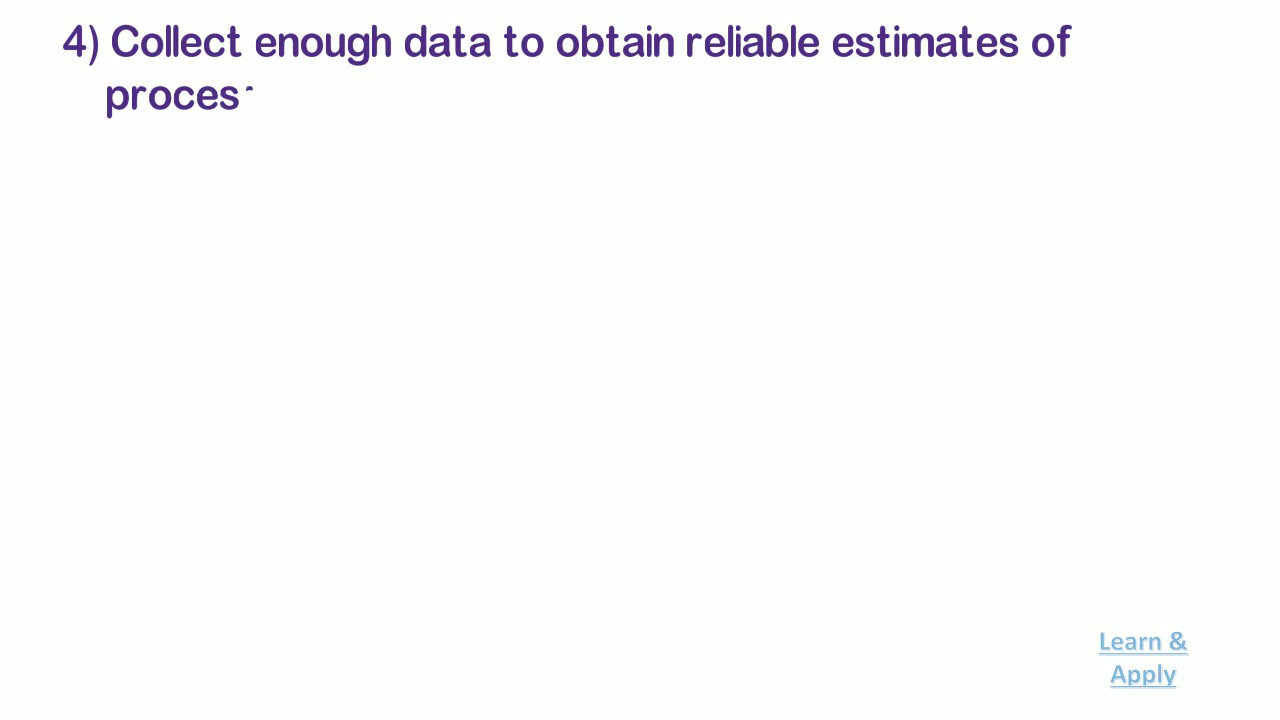 4) Collect enough data to obtain reliable estimates of
proces
Learn &
Apply